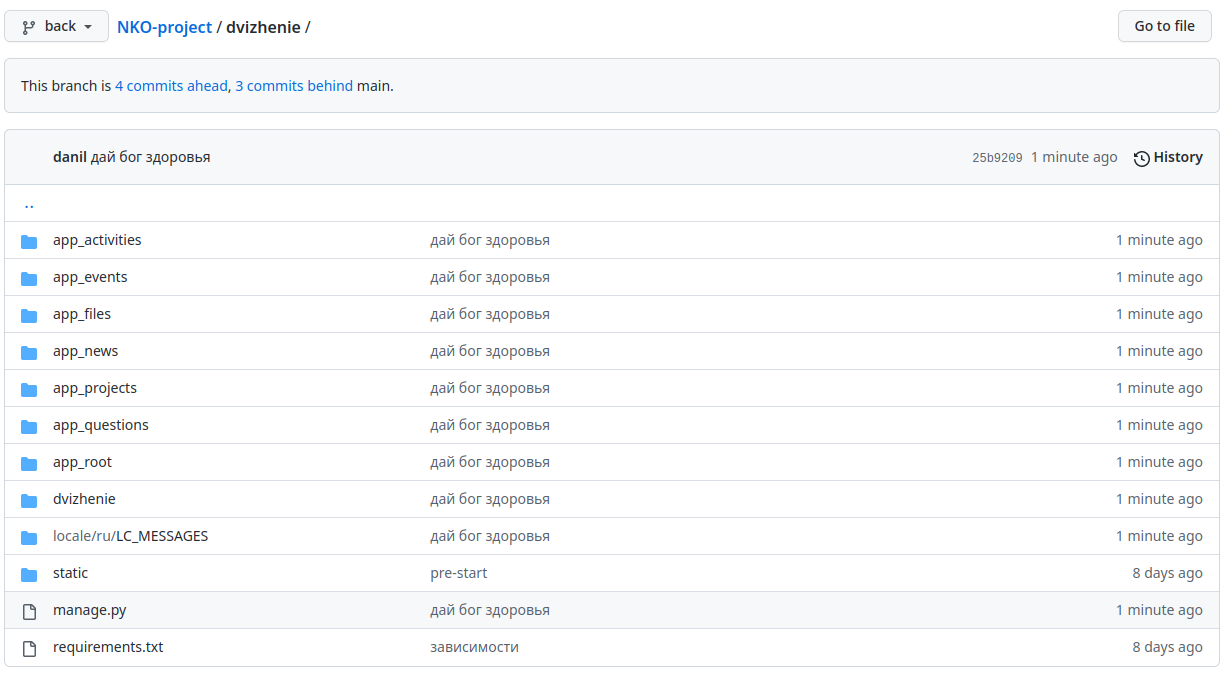 back NKO-project / dvizhenie / Go to file
This branch is 4 commits ahead, 3 commits behind main.
danil дай бог здоровья 25b9209 1 minute ago History
..
app_activities дай бог здоровья 1 minute ago
app_events дай бог здоровья 1 minute ago
app_files дай бог здоровья 1 minute ago
app_news дай бог здоровья 1 minute ago
app_projects дай бог здоровья 1 minute ago
app_questions дай бог здоровья 1 minute ago
app_root дай бог здоровья 1 minute ago
dvizhenie дай бог здоровья 1 minute ago
locale/ru/LC_MESSAGES дай бог здоровья 1 minute ago
static pre-start 8 days ago
manage.py дай бог здоровья 1 minute ago
requirements.txt зависимости 8 days ago